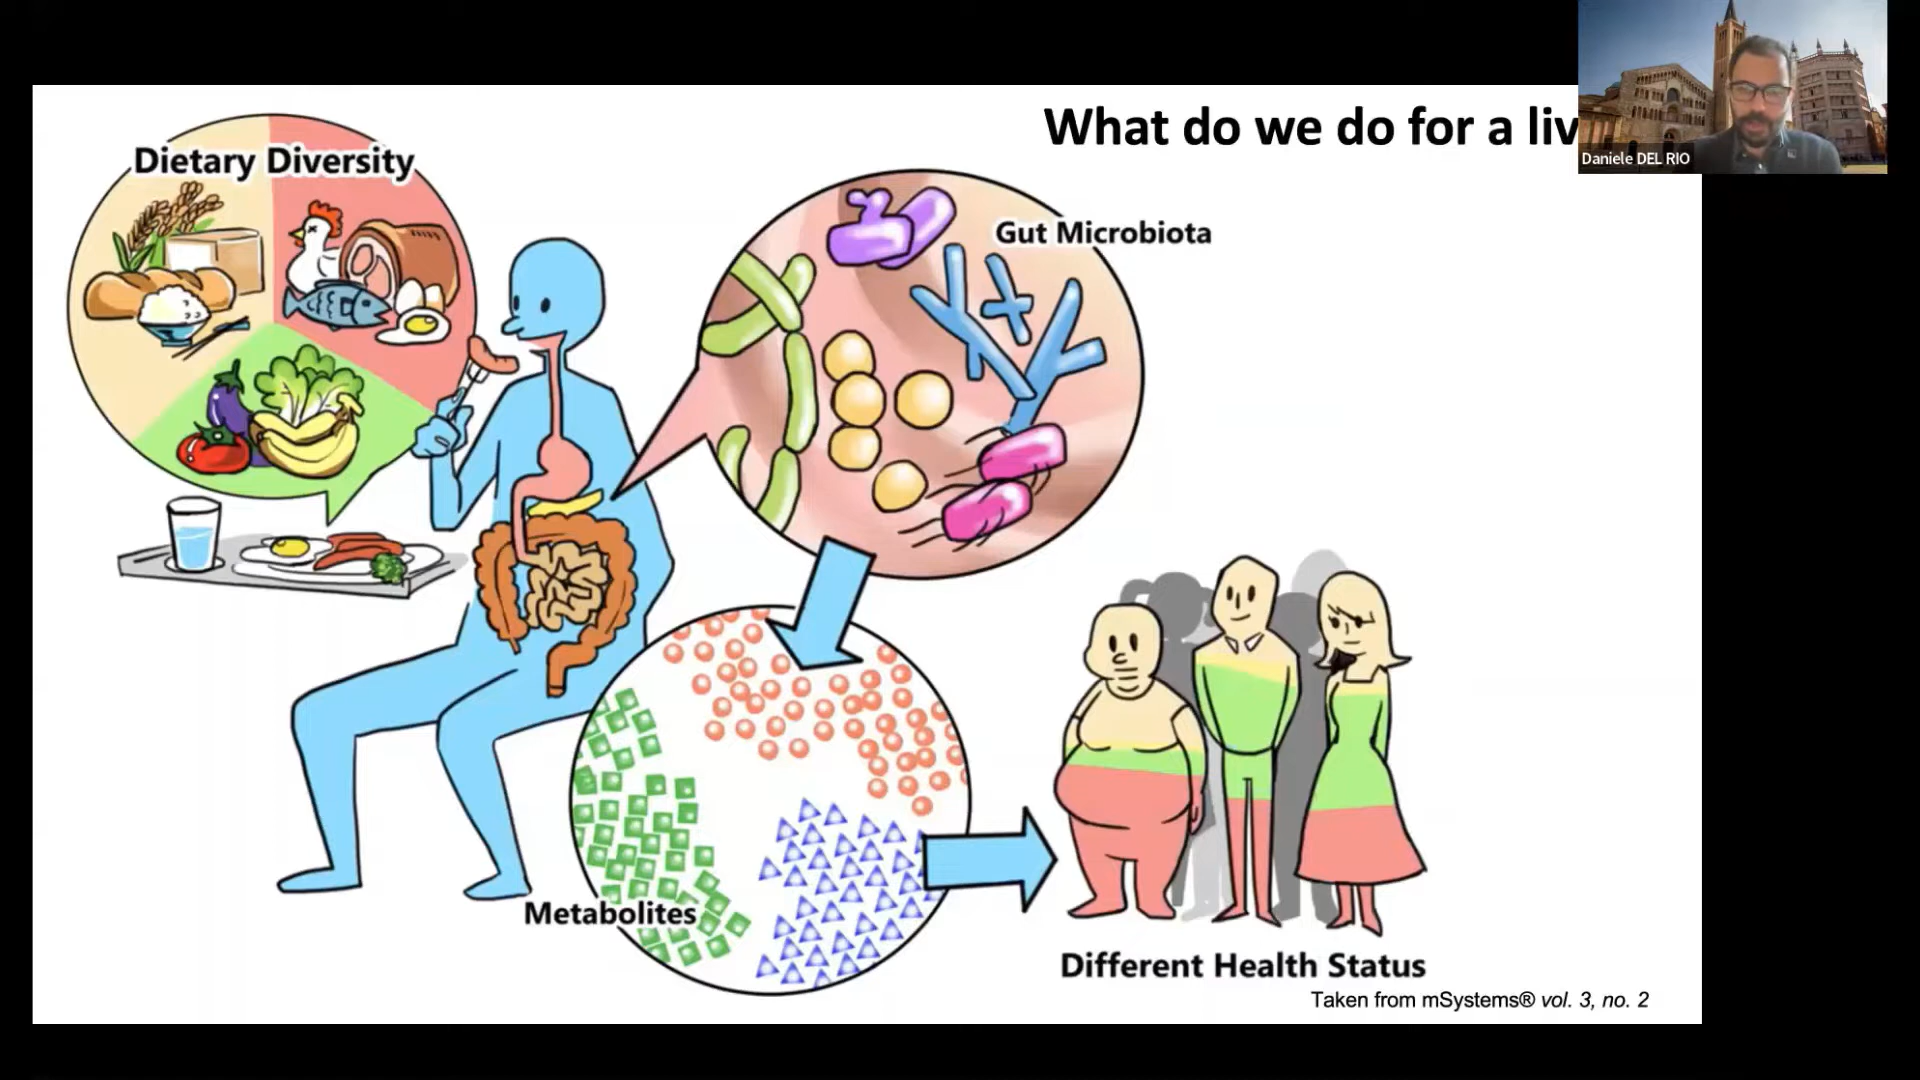 What do we do for a liv
Daniele DEL RIO
Dietary Diversity
Gut Microbiota
Metabolites
Different Health Status
Taken from mSystems® vol. 3, no. 2